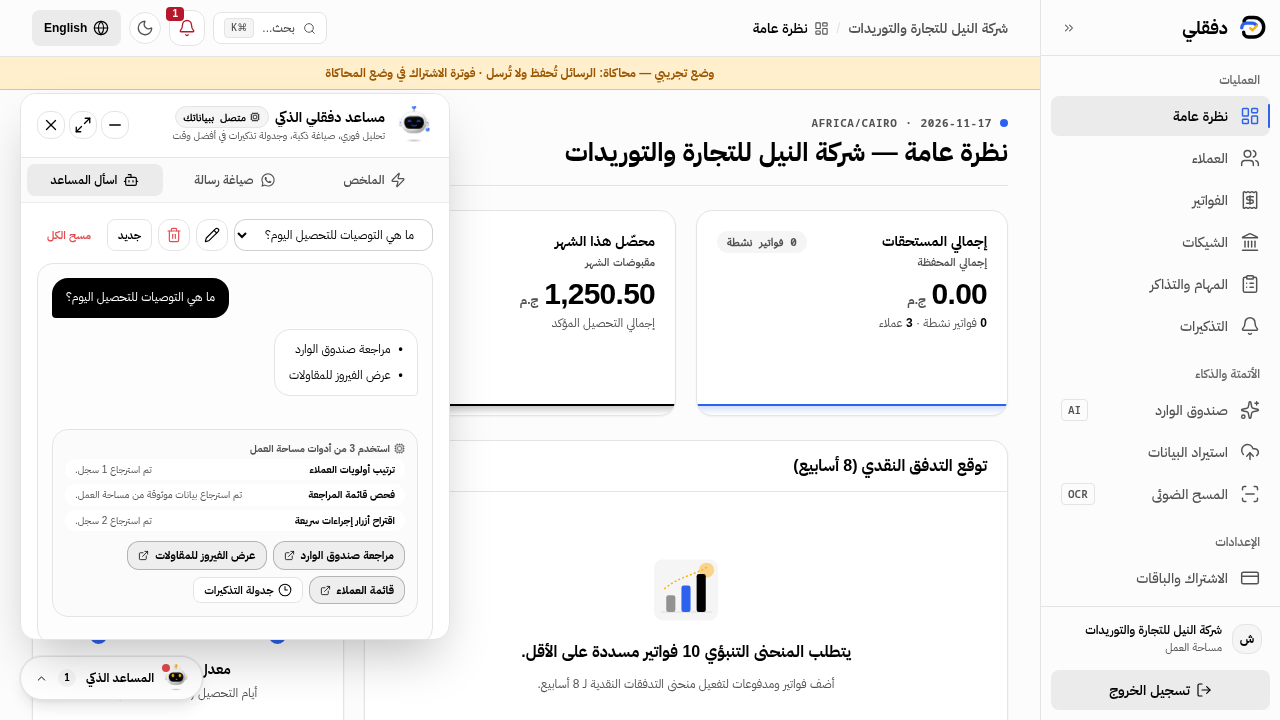 دفقلي
العمليات
نظرة عامة
العملاء
الفواتير
الشيكات
المهام والتذاكر
التذكيرات
الأتمتة والذكاء
صندوق الوارد
AI
استيراد البيانات
المسح الضوئي
OCR
الإعدادات
الاشتراك والباقات
ش
شركة النيل للتجارة والتوريدات
مساحة العمل
تسجيل الخروج
شركة النيل للتجارة والتوريدات / نظرة عامة
بحث...
⌘K
1
English
وضع تجريبي — محاكاة: الرسائل تُحفظ ولا تُرسل · فوترة الاشتراك في وضع المحاكاة
AFRICA/CAIRO · 2026-11-17
نظرة عامة — شركة النيل للتجارة والتوريدات
إجمالي المستحقات
0 فواتير نشطة
إجمالي المحفظة
0.00 ج.م
0 فواتير نشطة · 3 عملاء
محصّل هذا الشهر
مقبوضات الشهر
1,250.50 ج.م
إجمالي التحصيل المؤكد
توقع التدفق النقدي (8 أسابيع)
يتطلب المنحنى التنبؤي 10 فواتير مسددة على الأقل.
أضف فواتير ومدفوعات لتفعيل منحنى التدفقات النقدية لـ 8 أسابيع.
مساعد دفقلي الذكي
متصل ببياناتك
تحليل فوري، صياغة ذكية، وجدولة تذكيرات في أفضل وقت
الملخص
صياغة رسالة
اسأل المساعد
ما هي التوصيات للتحصيل اليوم؟
جديد
مسح الكل
ما هي التوصيات للتحصيل اليوم؟
• مراجعة صندوق الوارد
• عرض الفيروز للمقاولات
استخدم 3 من أدوات مساحة العمل
ترتيب أولويات العملاء
تم استرجاع 1 سجل.
فحص قائمة المراجعة
تم استرجاع بيانات موثوقة من مساحة العمل.
اقتراح أزرار إجراءات سريعة
تم استرجاع 2 سجل.
مراجعة صندوق الوارد
عرض الفيروز للمقاولات
قائمة العملاء
جدولة التذكيرات
أيام التحصيل
المساعد الذكي
1